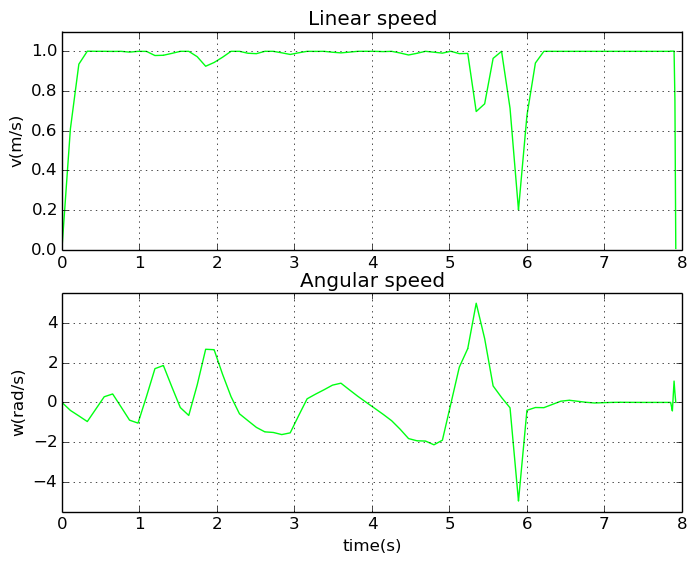 Linear speed
v(m/s)
1.0
0.8
0.6
0.4
0.2
0.0
0 1 2 3 4 5 6 7 8
Angular speed
w(rad/s)
4
2
0
−2
−4
0 1 2 3 4 5 6 7 8
time(s)